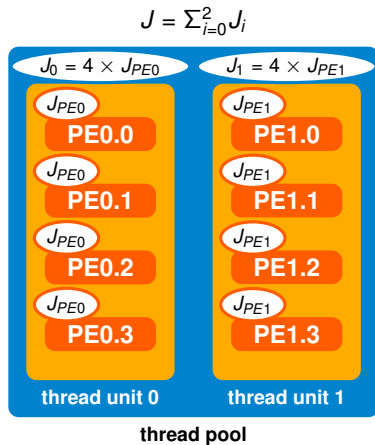 J = Σ²ᵢ₌₀ Jᵢ
J₀ = 4 × J_PE0 J₁ = 4 × J_PE1
J_PE0 J_PE1
PE0.0 PE1.0
J_PE0 J_PE1
PE0.1 PE1.1
J_PE0 J_PE1
PE0.2 PE1.2
J_PE0 J_PE1
PE0.3 PE1.3
thread unit 0 thread unit 1
thread pool